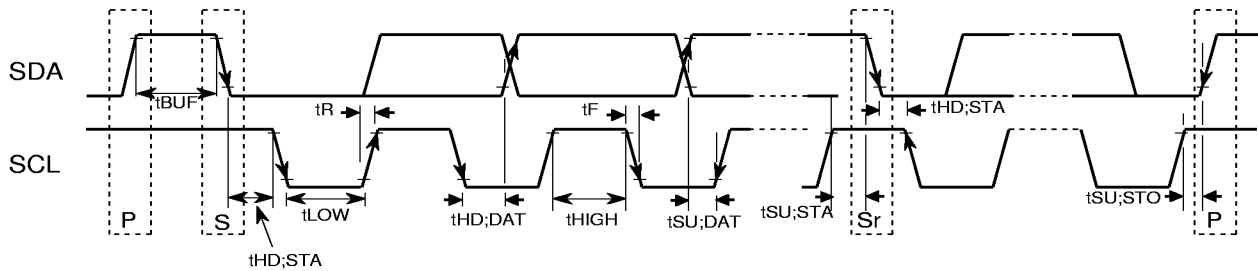 SDA
tBUF
tR
tF
tHD;STA
SCL
P
S
tLOW
tHD;DAT
tHIGH
tSU;DAT
tSU;STA
Sr
tSU;STO
P
tHD;STA